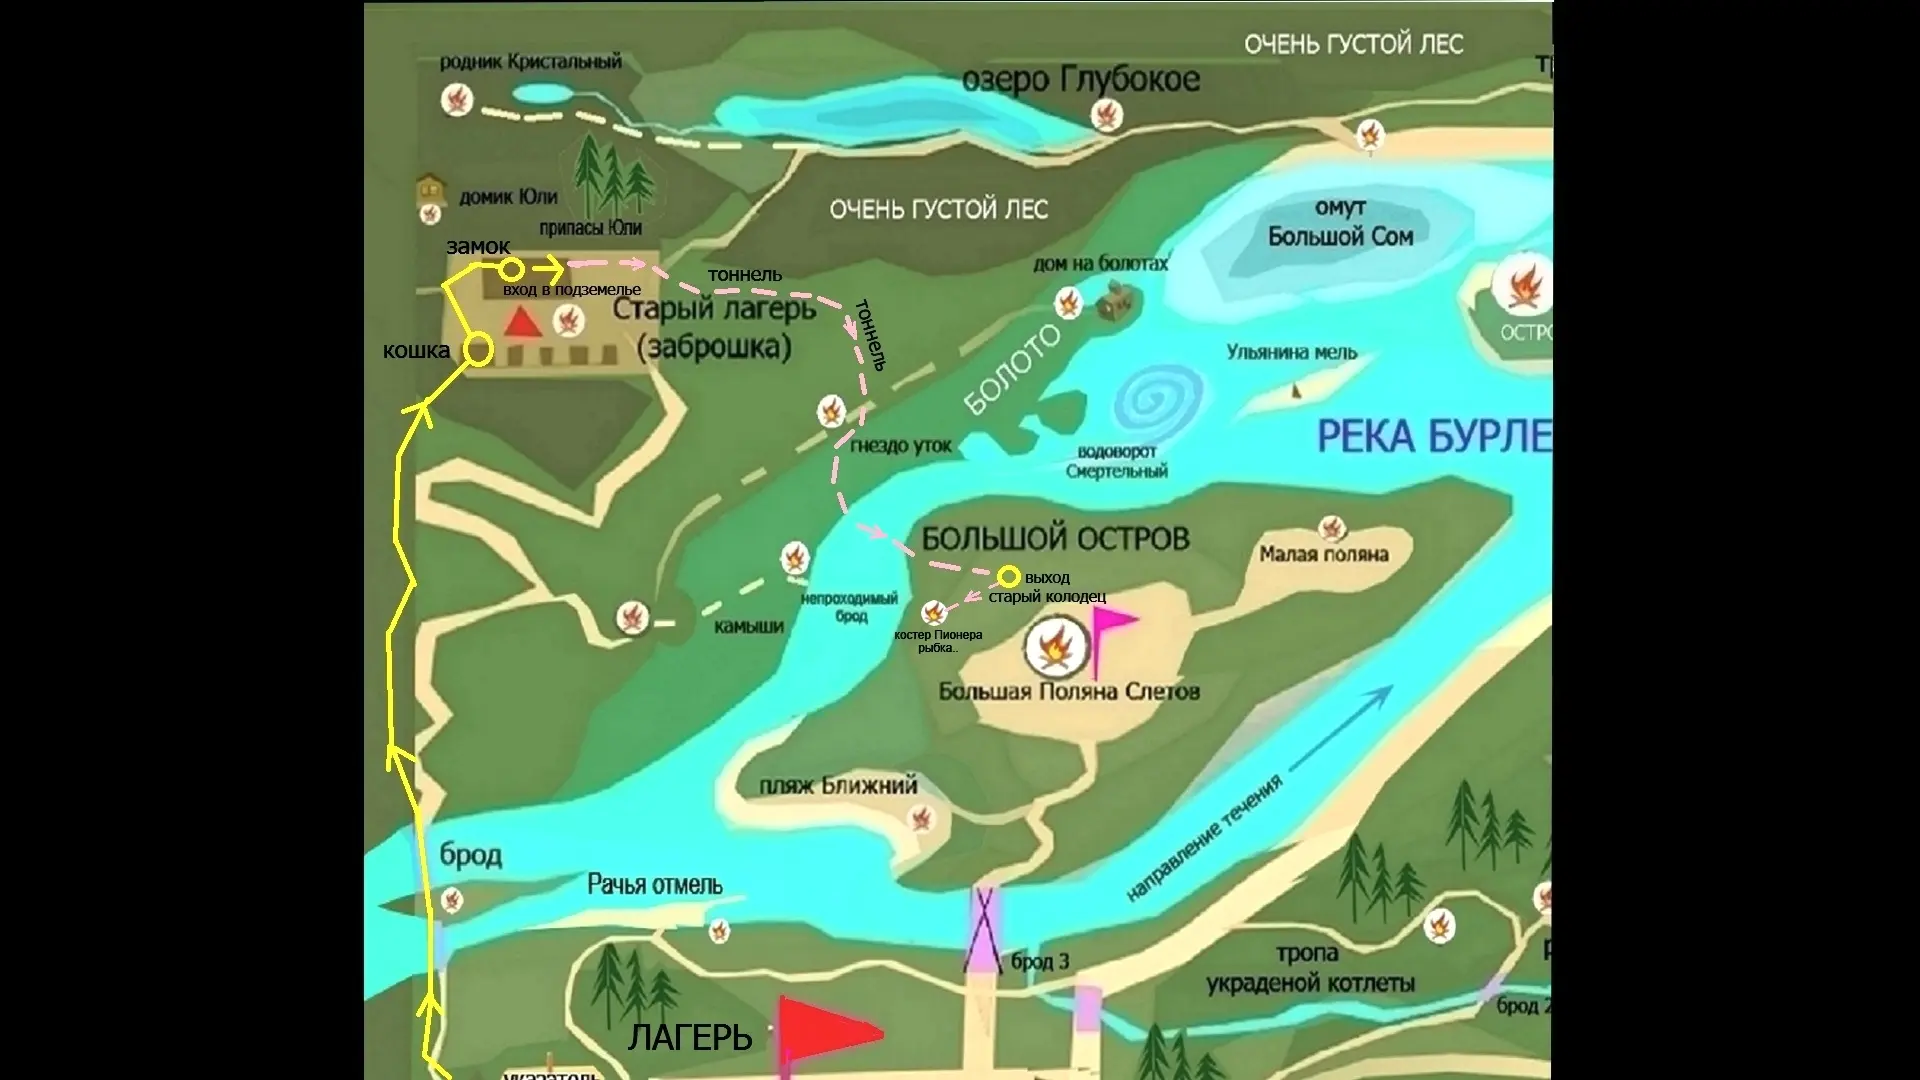 ОЧЕНЬ ГУСТОЙ ЛЕС
родник Кристальный
озеро Глубокое
домик Юли
припасы Юли
ОЧЕНЬ ГУСТОЙ ЛЕС
омут
Большой Сом
замок
вход в подземелье
тоннель
тоннель
дом на болотах
Старый лагерь
(заброшка)
кошка
БОЛОТО
Ульянина мель
РЕКА БУРЛЕ
гнездо уток
водоворот
Смертельный
БОЛЬШОЙ ОСТРОВ
Малая поляна
выход
старый колодец
непроходимый
брод
камыши
костер Пионера
рыбка..
Большая Поляна Слетов
пляж Ближний
направление течения
брод
Рачья отмель
брод 3
тропа
украденой котлеты
брод 2
ЛАГЕРЬ
указатель